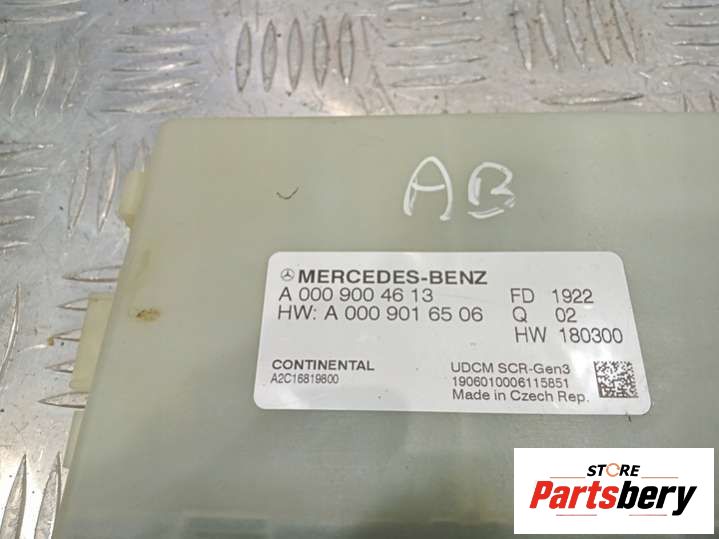 AB
MERCEDES-BENZ
A 000 900 46 13 FD 1922
HW: A 000 901 65 06 Q 02
HW 180300
CONTINENTAL UDCM SCR-Gen3
A2C16819800 1906010006115851
Made in Czech Rep.
STORE
Partsbery